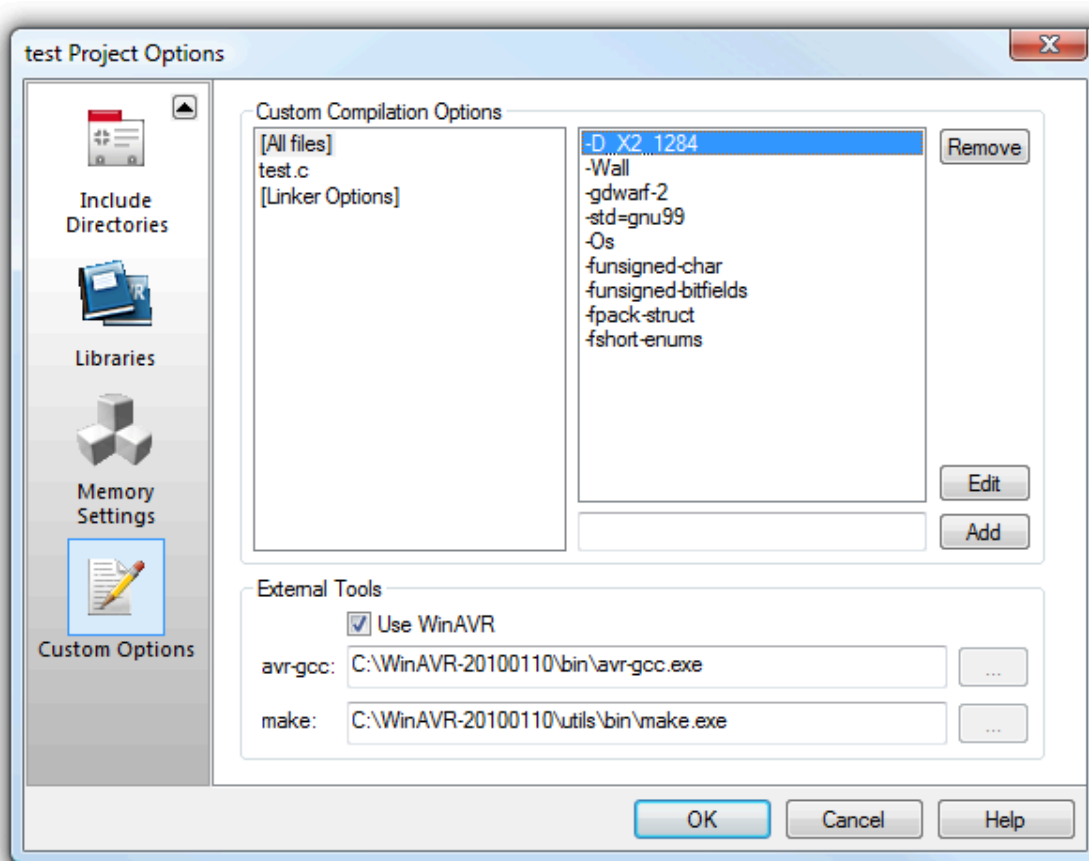 test Project Options
Include
Directories
Libraries
Memory
Settings
Custom Options
Custom Compilation Options
[All files]
test.c
[Linker Options]
-D_X2_1284
-Wall
-gdwarf-2
-std=gnu99
-Os
-funsigned-char
-funsigned-bitfields
-fpack-struct
-fshort-enums
Remove
Edit
Add
External Tools
Use WinAVR
avr-gcc: C:\WinAVR-20100110\bin\avr-gcc.exe ...
make: C:\WinAVR-20100110\utils\bin\make.exe ...
OK Cancel Help